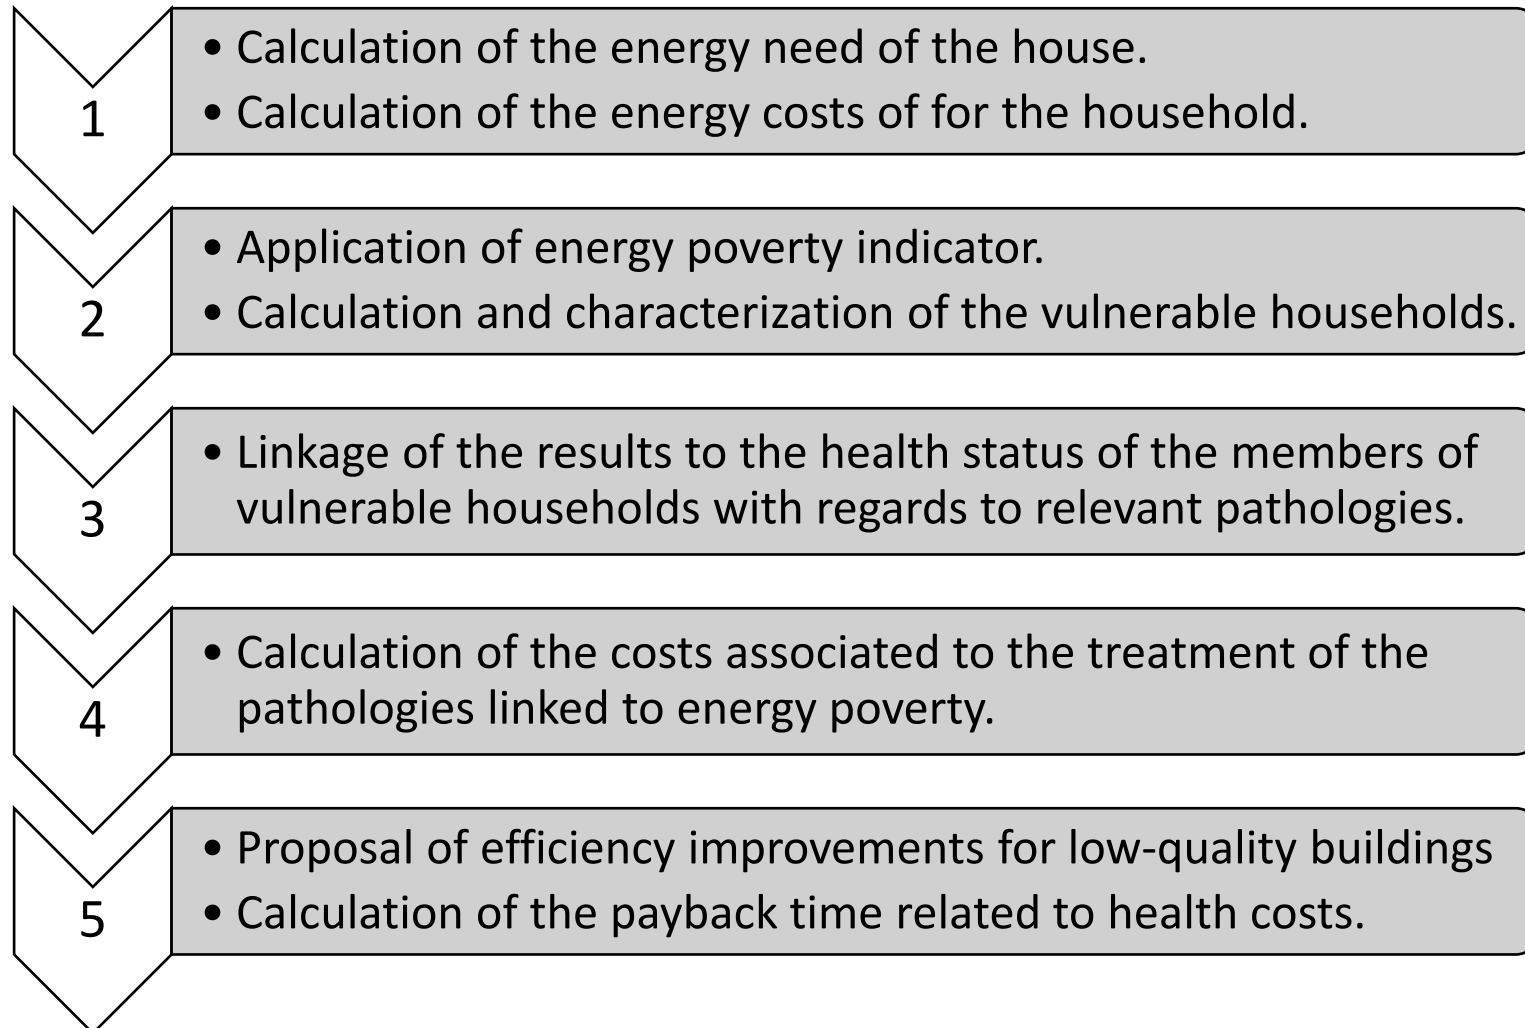 1
• Calculation of the energy need of the house.
• Calculation of the energy costs of for the household.
2
• Application of energy poverty indicator.
• Calculation and characterization of the vulnerable households.
3
• Linkage of the results to the health status of the members of
vulnerable households with regards to relevant pathologies.
4
• Calculation of the costs associated to the treatment of the
pathologies linked to energy poverty.
5
• Proposal of efficiency improvements for low-quality buildings
• Calculation of the payback time related to health costs.